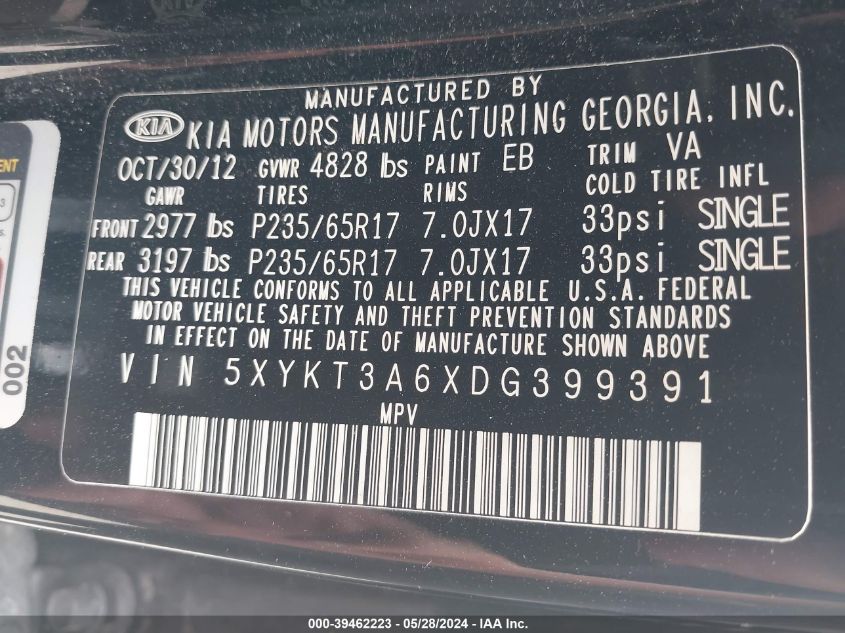 MANUFACTURED BY
KIA KIA MOTORS MANUFACTURING GEORGIA, INC.
OCT/30/12 GVWR 4828 lbs PAINT EB TRIM VA
GAWR TIRES RIMS COLD TIRE INFL
FRONT 2977 lbs P235/65R17 7.0JX17 33psi SINGLE
REAR 3197 lbs P235/65R17 7.0JX17 33psi SINGLE
THIS VEHICLE CONFORMS TO ALL APPLICABLE U.S.A. FEDERAL
MOTOR VEHICLE SAFETY AND THEFT PREVENTION STANDARDS
IN EFFECT ON THE DATE OF MANUFACTURE SHOWN ABOVE
VIN 5XYKT3A6XDG399391
MPV
002
000-39462223 - 05/28/2024 - IAA Inc.